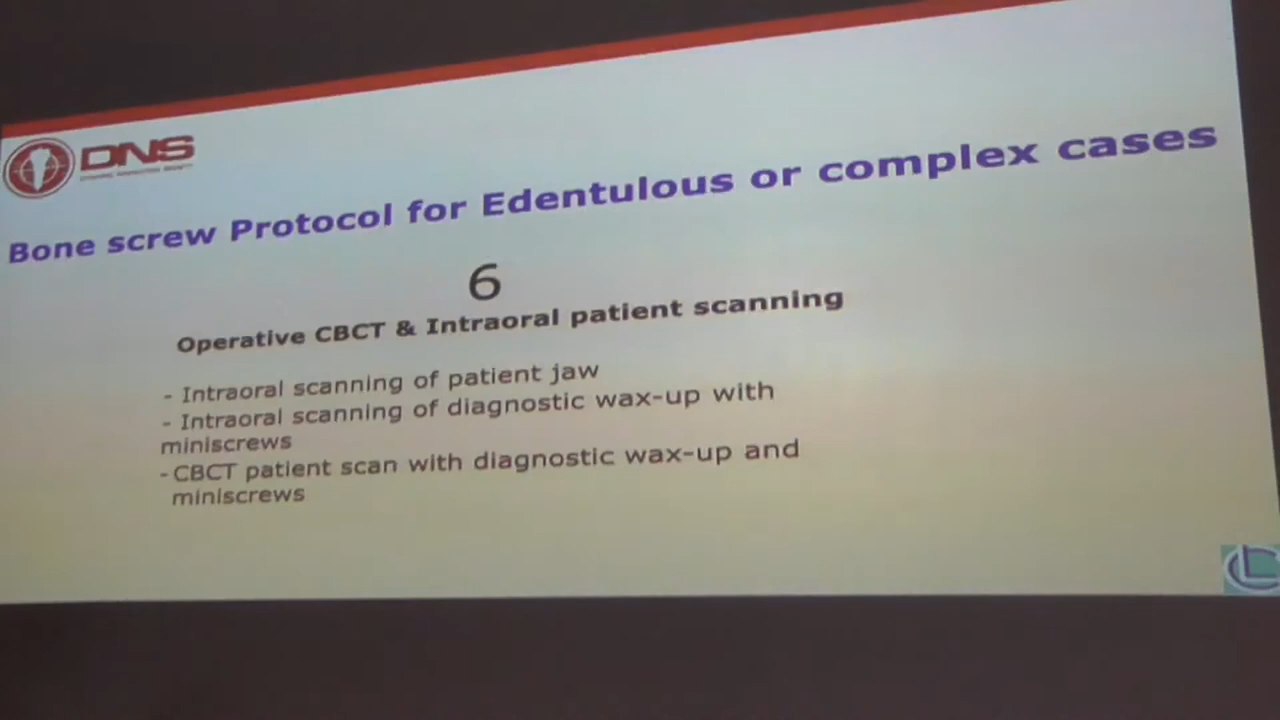 DNS
Bone screw Protocol for Edentulous or complex cases
6
Operative CBCT & Intraoral patient scanning
- Intraoral scanning of patient jaw
- Intraoral scanning of diagnostic wax-up with
miniscrews
- CBCT patient scan with diagnostic wax-up and
miniscrews